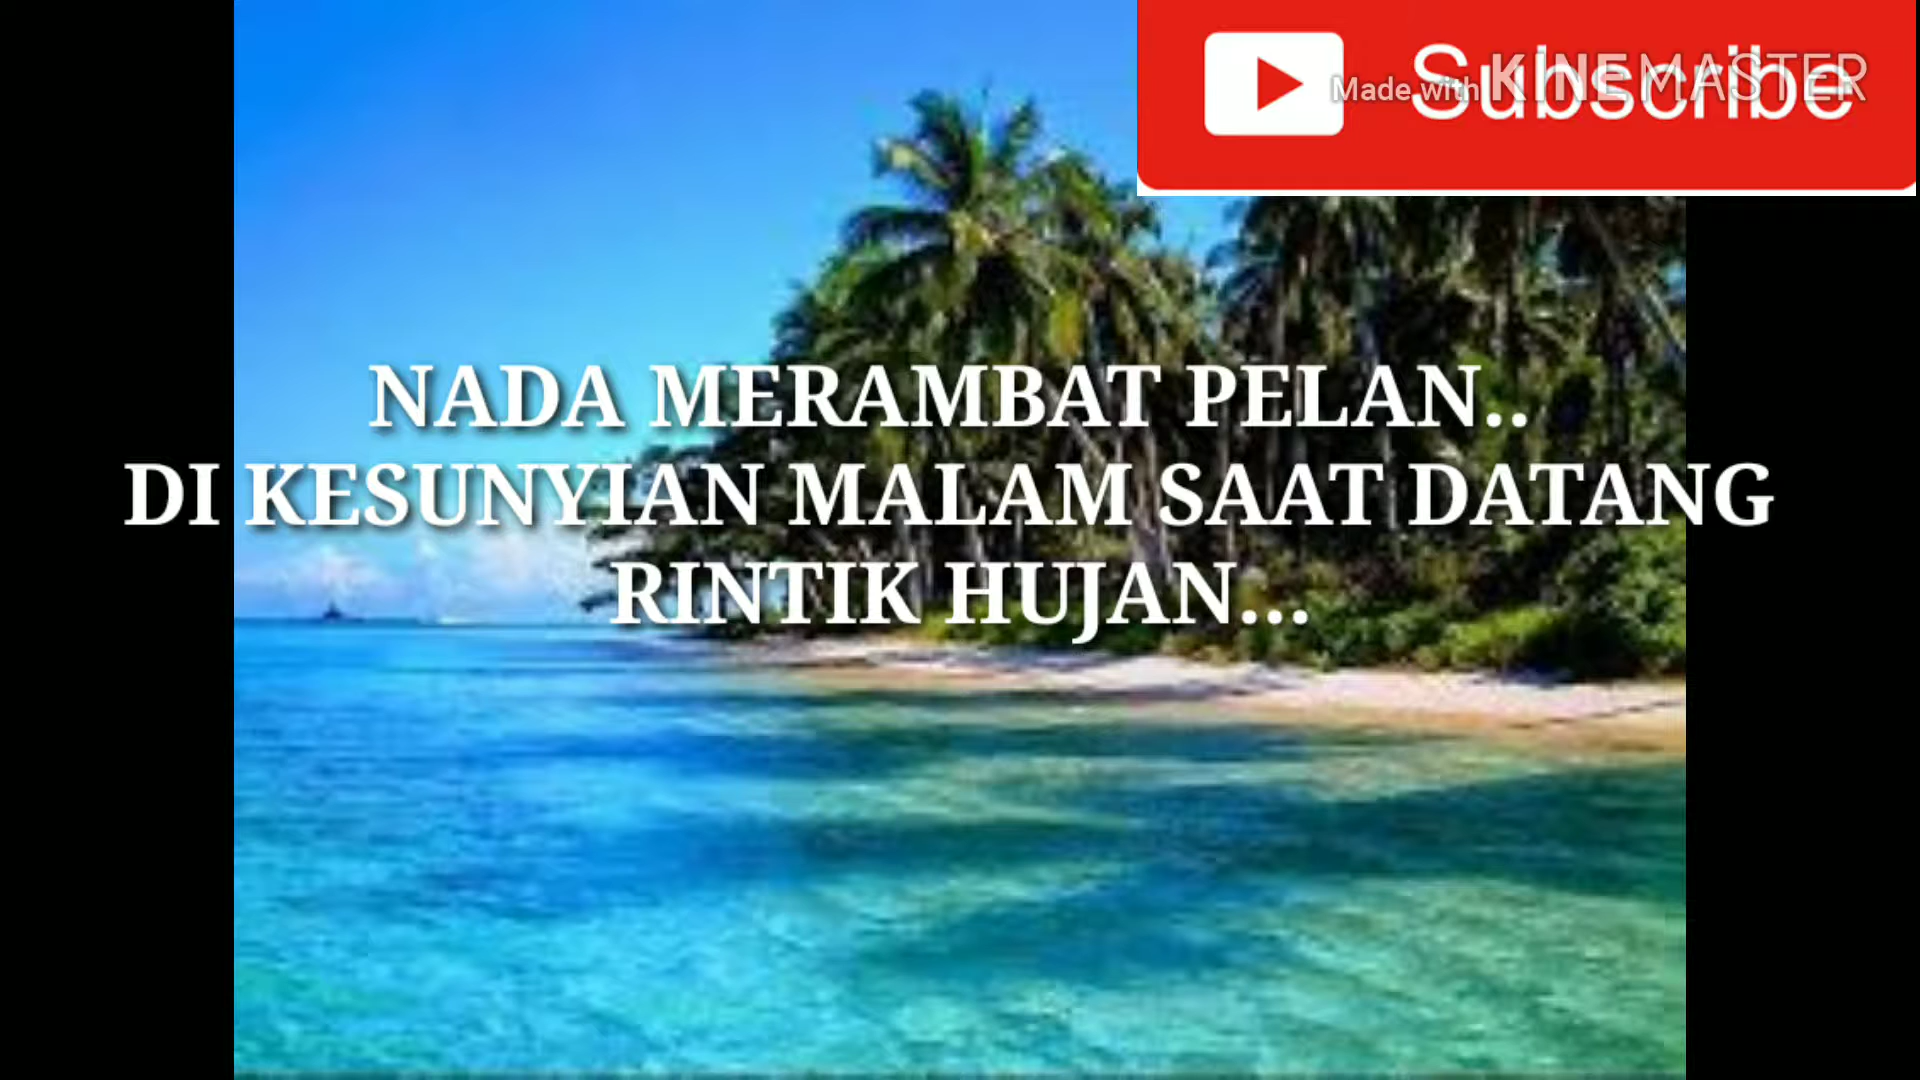 Subscribe
Made with KINEMASTER
NADA MERAMBAT PELAN..
DI KESUNYIAN MALAM SAAT DATANG
RINTIK HUJAN...